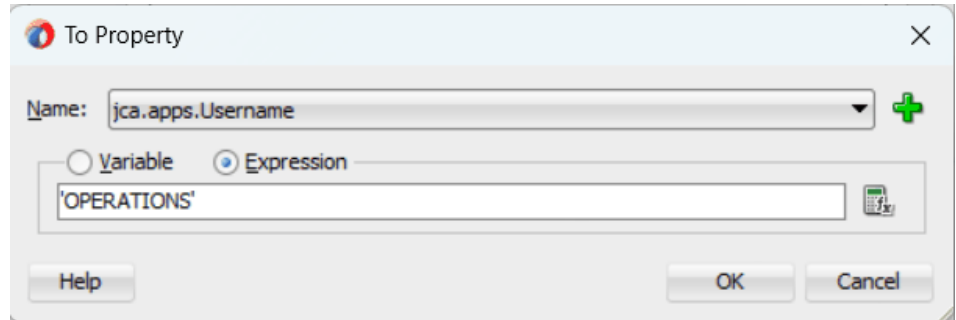 To Property
Name: jca.apps.Username
Variable Expression
'OPERATIONS'
Help OK Cancel